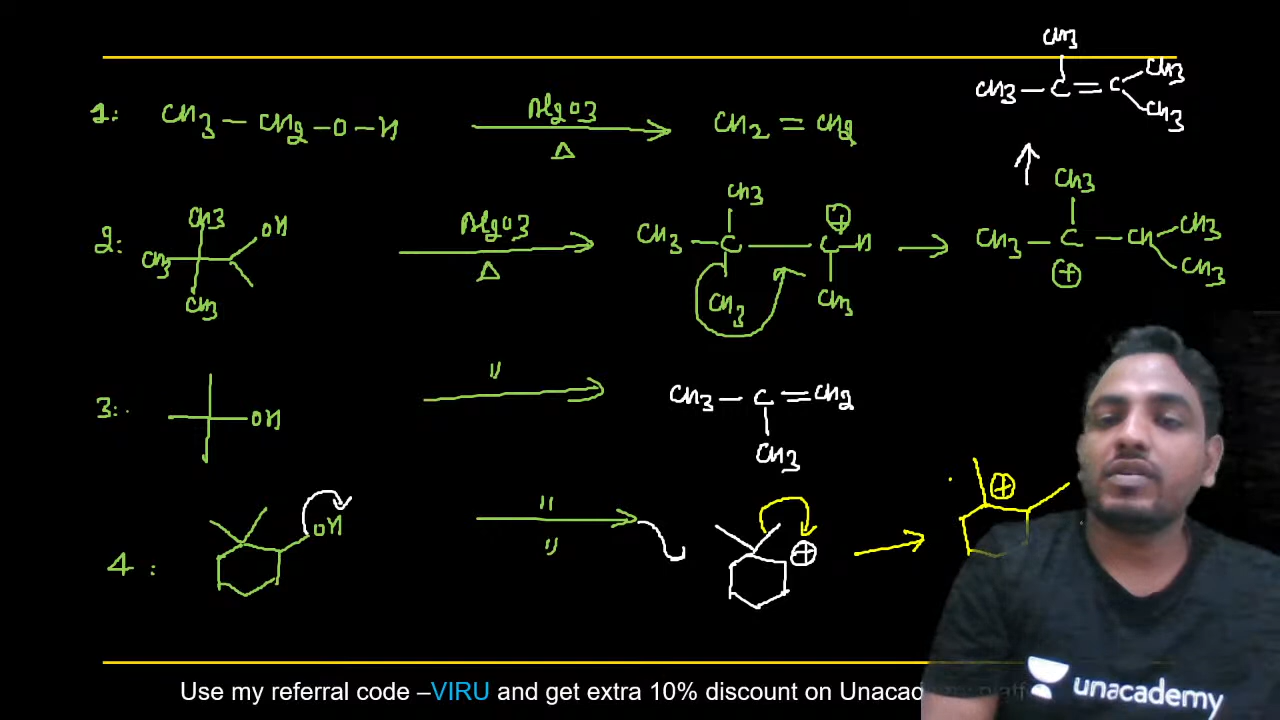 CH3
CH3 — C = C CH3
CH3
1: CH3 — CH2 — O — H Al2O3 Δ CH2 = CH2
2: CH3 CH3 CH3 OH Al2O3 Δ CH3 — C — C — H CH3 CH3 CH3 ⊕ CH3 — C — CH CH3 CH3 CH3 ⊕
3: OH " CH3 — C = CH2
CH3
4: OH " " ⊕ ⊕
Use my referral code –VIRU and get extra 10% discount on
unacademy